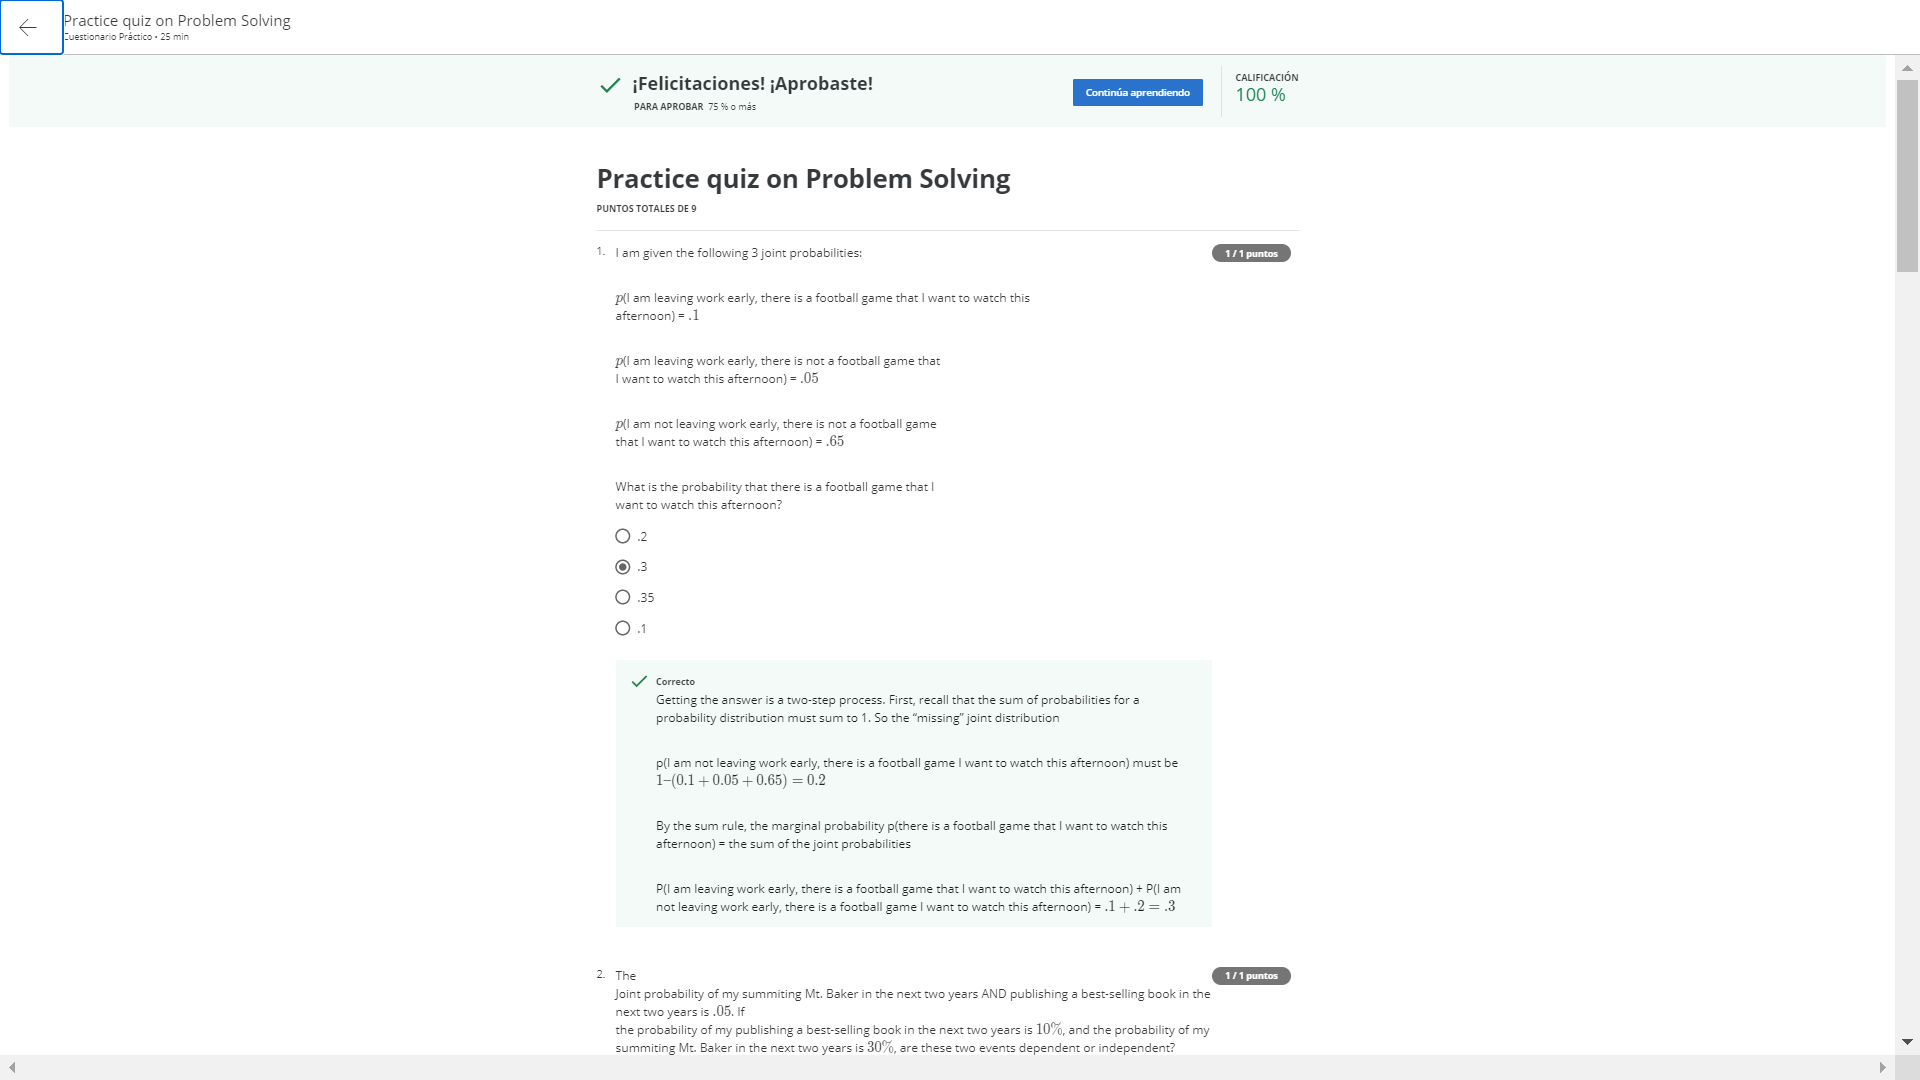 Practice quiz on Problem Solving
Cuestionario Práctico • 25 min
¡Felicitaciones! ¡Aprobaste!
PARA APROBAR 75 % o más
Continúa aprendiendo
CALIFICACIÓN
100 %
Practice quiz on Problem Solving
PUNTOS TOTALES DE 9
1. I am given the following 3 joint probabilities:
1 / 1 puntos
p(I am leaving work early, there is a football game that I want to watch this
afternoon) = .1
p(I am leaving work early, there is not a football game that
I want to watch this afternoon) = .05
p(I am not leaving work early, there is not a football game
that I want to watch this afternoon) = .65
What is the probability that there is a football game that I
want to watch this afternoon?
.2
.3
.35
.1
Correcto
Getting the answer is a two-step process. First, recall that the sum of probabilities for a
probability distribution must sum to 1. So the “missing” joint distribution
p(I am not leaving work early, there is a football game I want to watch this afternoon) must be
1–(0.1 + 0.05 + 0.65) = 0.2
By the sum rule, the marginal probability p(there is a football game that I want to watch this
afternoon) = the sum of the joint probabilities
P(I am leaving work early, there is a football game that I want to watch this afternoon) + P(I am
not leaving work early, there is a football game I want to watch this afternoon) = .1 + .2 = .3
2. The
1 / 1 puntos
Joint probability of my summiting Mt. Baker in the next two years AND publishing a best-selling book in the
next two years is .05. If
the probability of my publishing a best-selling book in the next two years is 10%, and the probability of my
summiting Mt. Baker in the next two years is 30%, are these two events dependent or independent?